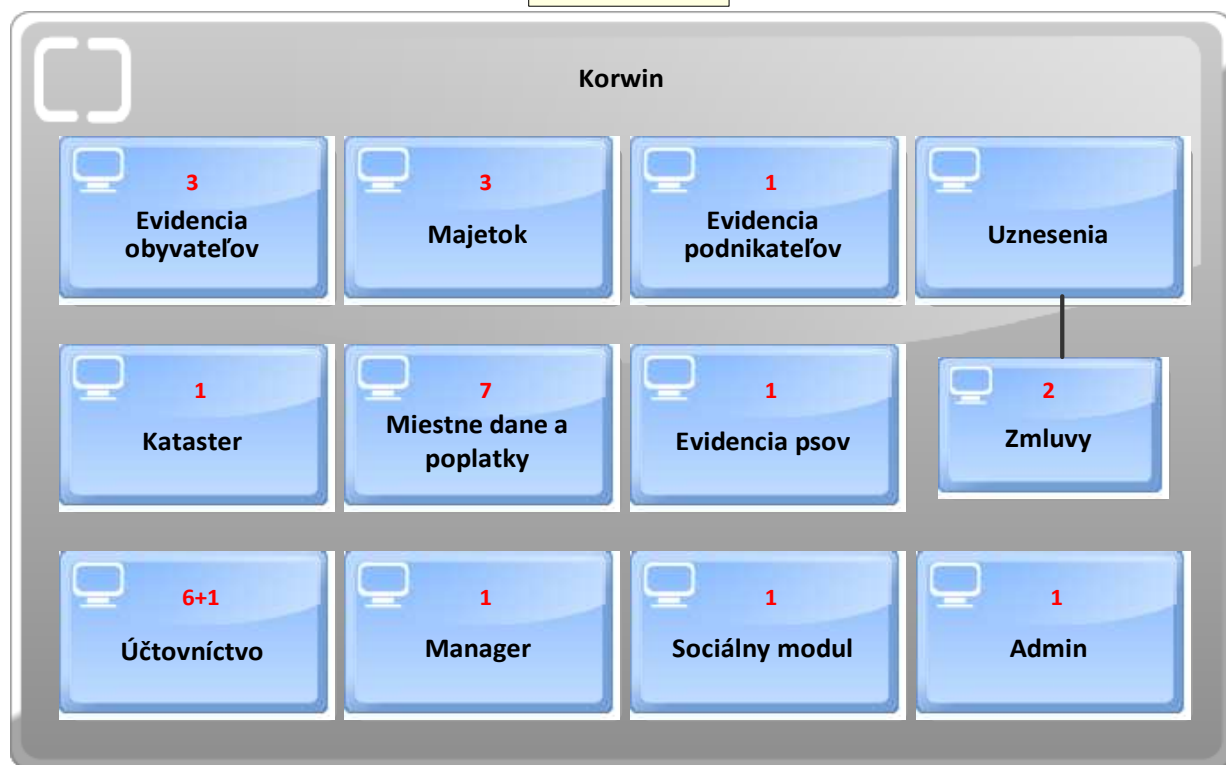 Korwin
3
Evidencia
obyvateľov
3
Majetok
1
Evidencia
podnikateľov
Uznesenia
1
Kataster
7
Miestne dane a
poplatky
1
Evidencia psov
2
Zmluvy
6+1
Účtovníctvo
1
Manager
1
Sociálny modul
1
Admin